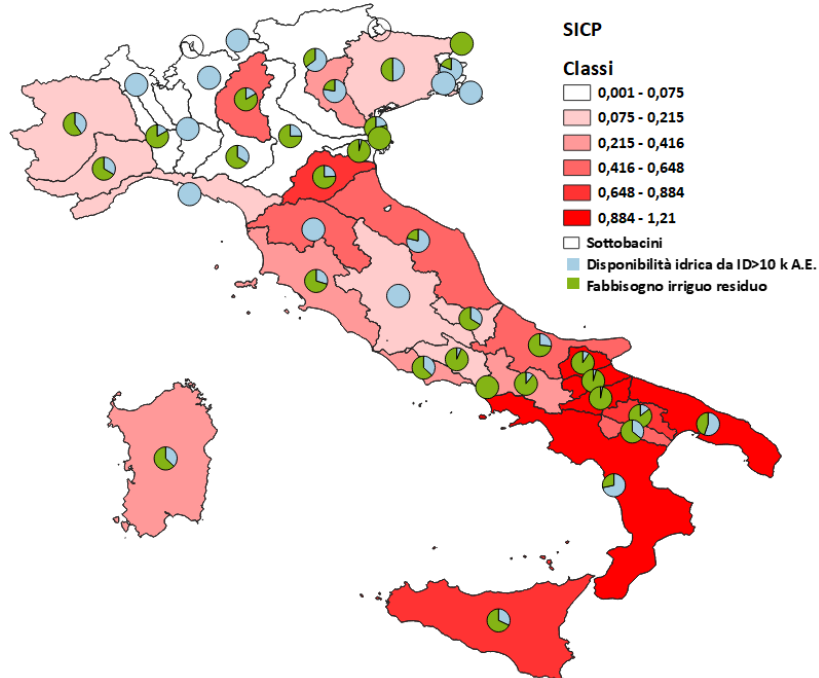 SICP
Classi
0,001 - 0,075
0,075 - 0,215
0,215 - 0,416
0,416 - 0,648
0,648 - 0,884
0,884 - 1,21
Sottobacini
Disponibilità idrica da ID>10 k A.E.
Fabbisogno irriguo residuo